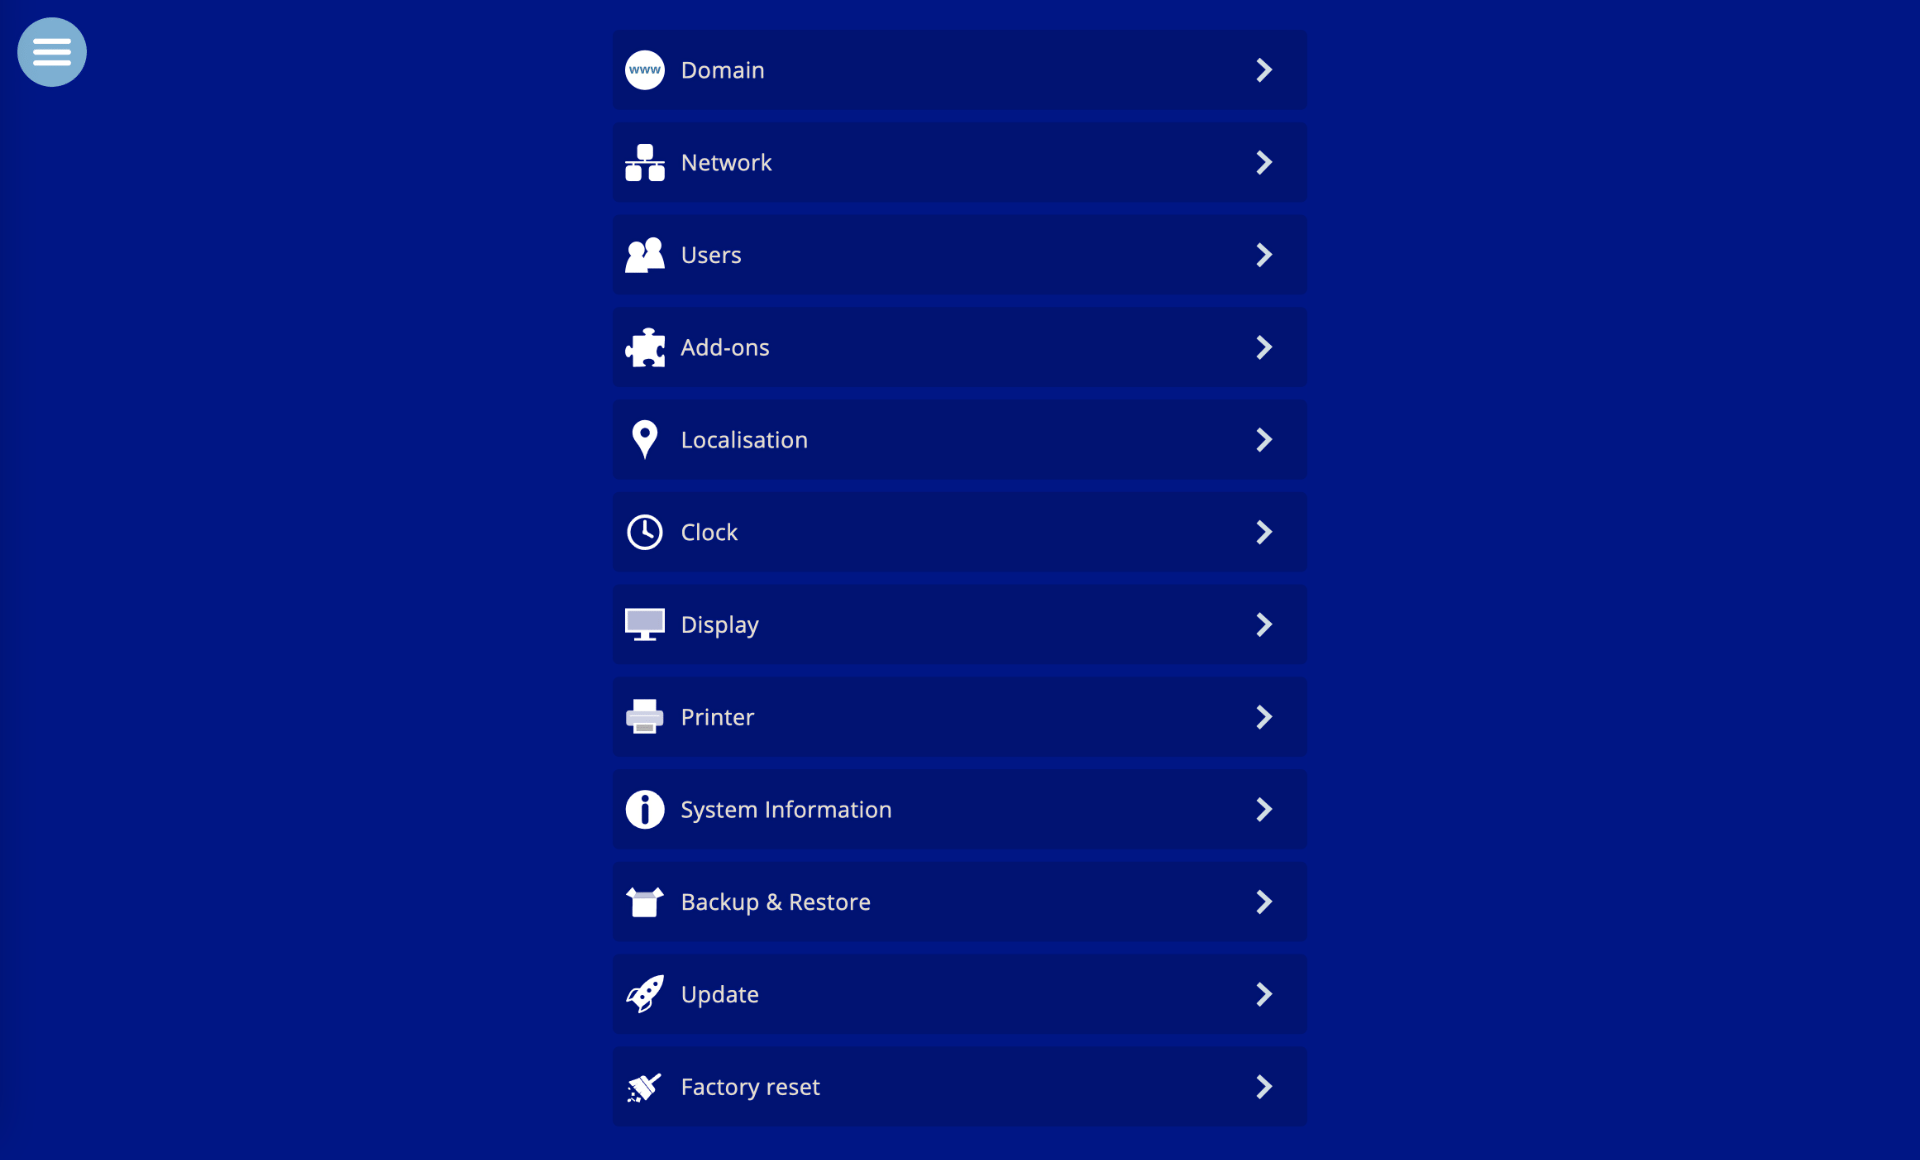 www Domain
Network
Users
Add-ons
Localisation
Clock
Display
Printer
System Information
Backup & Restore
Update
Factory reset